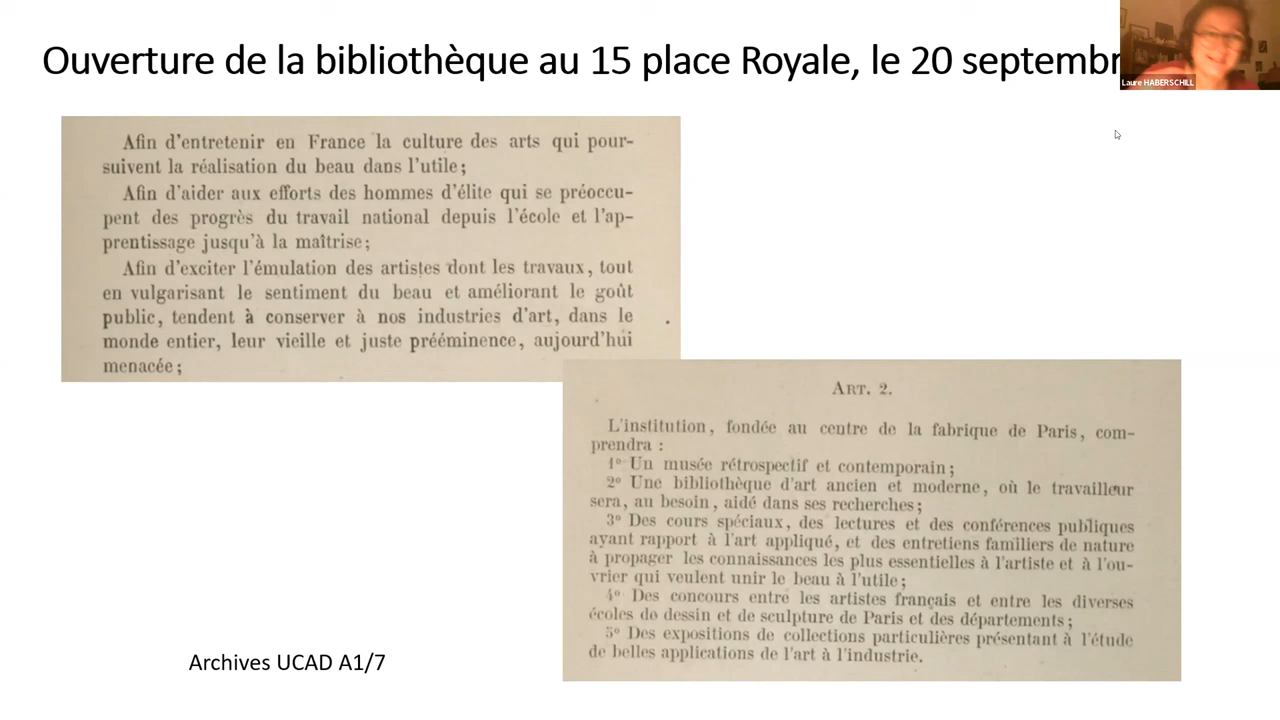 Ouverture de la bibliothèque au 15 place Royale, le 20 septembr
Laure HABERSCHILL
Afin d'entretenir en France la culture des arts qui pour-
suivent la réalisation du beau dans l'utile;
Afin d'aider aux efforts des hommes d'élite qui se préoccu-
pent des progrès du travail national depuis l'école et l'ap-
prentissage jusqu'à la maîtrise;
Afin d'exciter l'émulation des artistes dont les travaux, tout
en vulgarisant le sentiment du beau et améliorant le goût
public, tendent à conserver à nos industries d'art, dans le
monde entier, leur vieille et juste prééminence, aujourd'hui
menacée;
ART. 2.
L'institution, fondée au centre de la fabrique de Paris, com-
prendra :
1° Un musée rétrospectif et contemporain;
2° Une bibliothèque d'art ancien et moderne, où le travailleur
sera, au besoin, aidé dans ses recherches;
3° Des cours spéciaux, des lectures et des conférences publiques
ayant rapport à l'art appliqué, et des entretiens familiers de nature
à propager les connaissances les plus essentielles à l'artiste et à l'ou-
vrier qui veulent unir le beau à l'utile;
4° Des concours entre les artistes français et entre les diverses
écoles de dessin et de sculpture de Paris et des départements;
5° Des expositions de collections particulières présentant à l'étude
de belles applications de l'art à l'industrie.
Archives UCAD A1/7